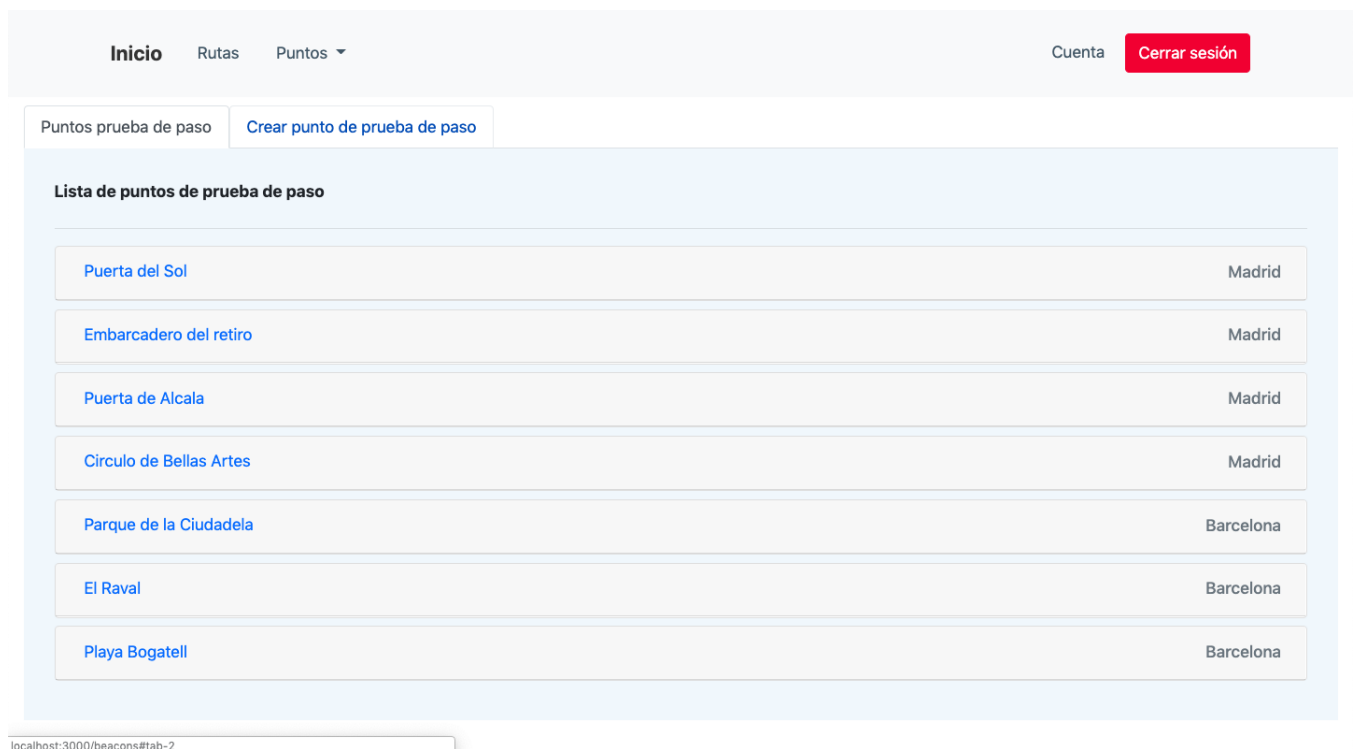 Inicio Rutas Puntos Cuenta Cerrar sesión
Puntos prueba de paso Crear punto de prueba de paso
Lista de puntos de prueba de paso
Puerta del Sol Madrid
Embarcadero del retiro Madrid
Puerta de Alcala Madrid
Circulo de Bellas Artes Madrid
Parque de la Ciudadela Barcelona
El Raval Barcelona
Playa Bogatell Barcelona
localhost:3000/beacons#tab-2